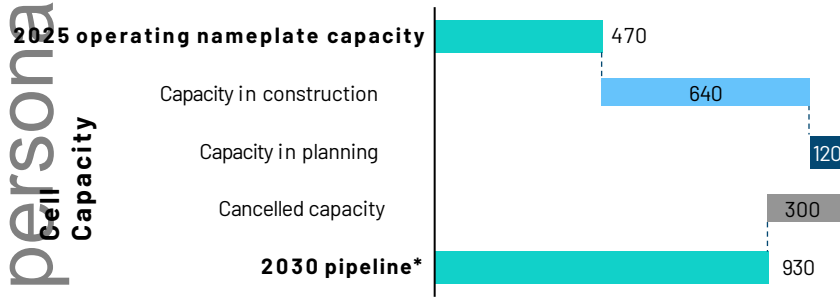 persona
Cell
Capacity
2025 operating nameplate capacity
470
Capacity in construction
640
Capacity in planning
120
Cancelled capacity
300
2030 pipeline*
930